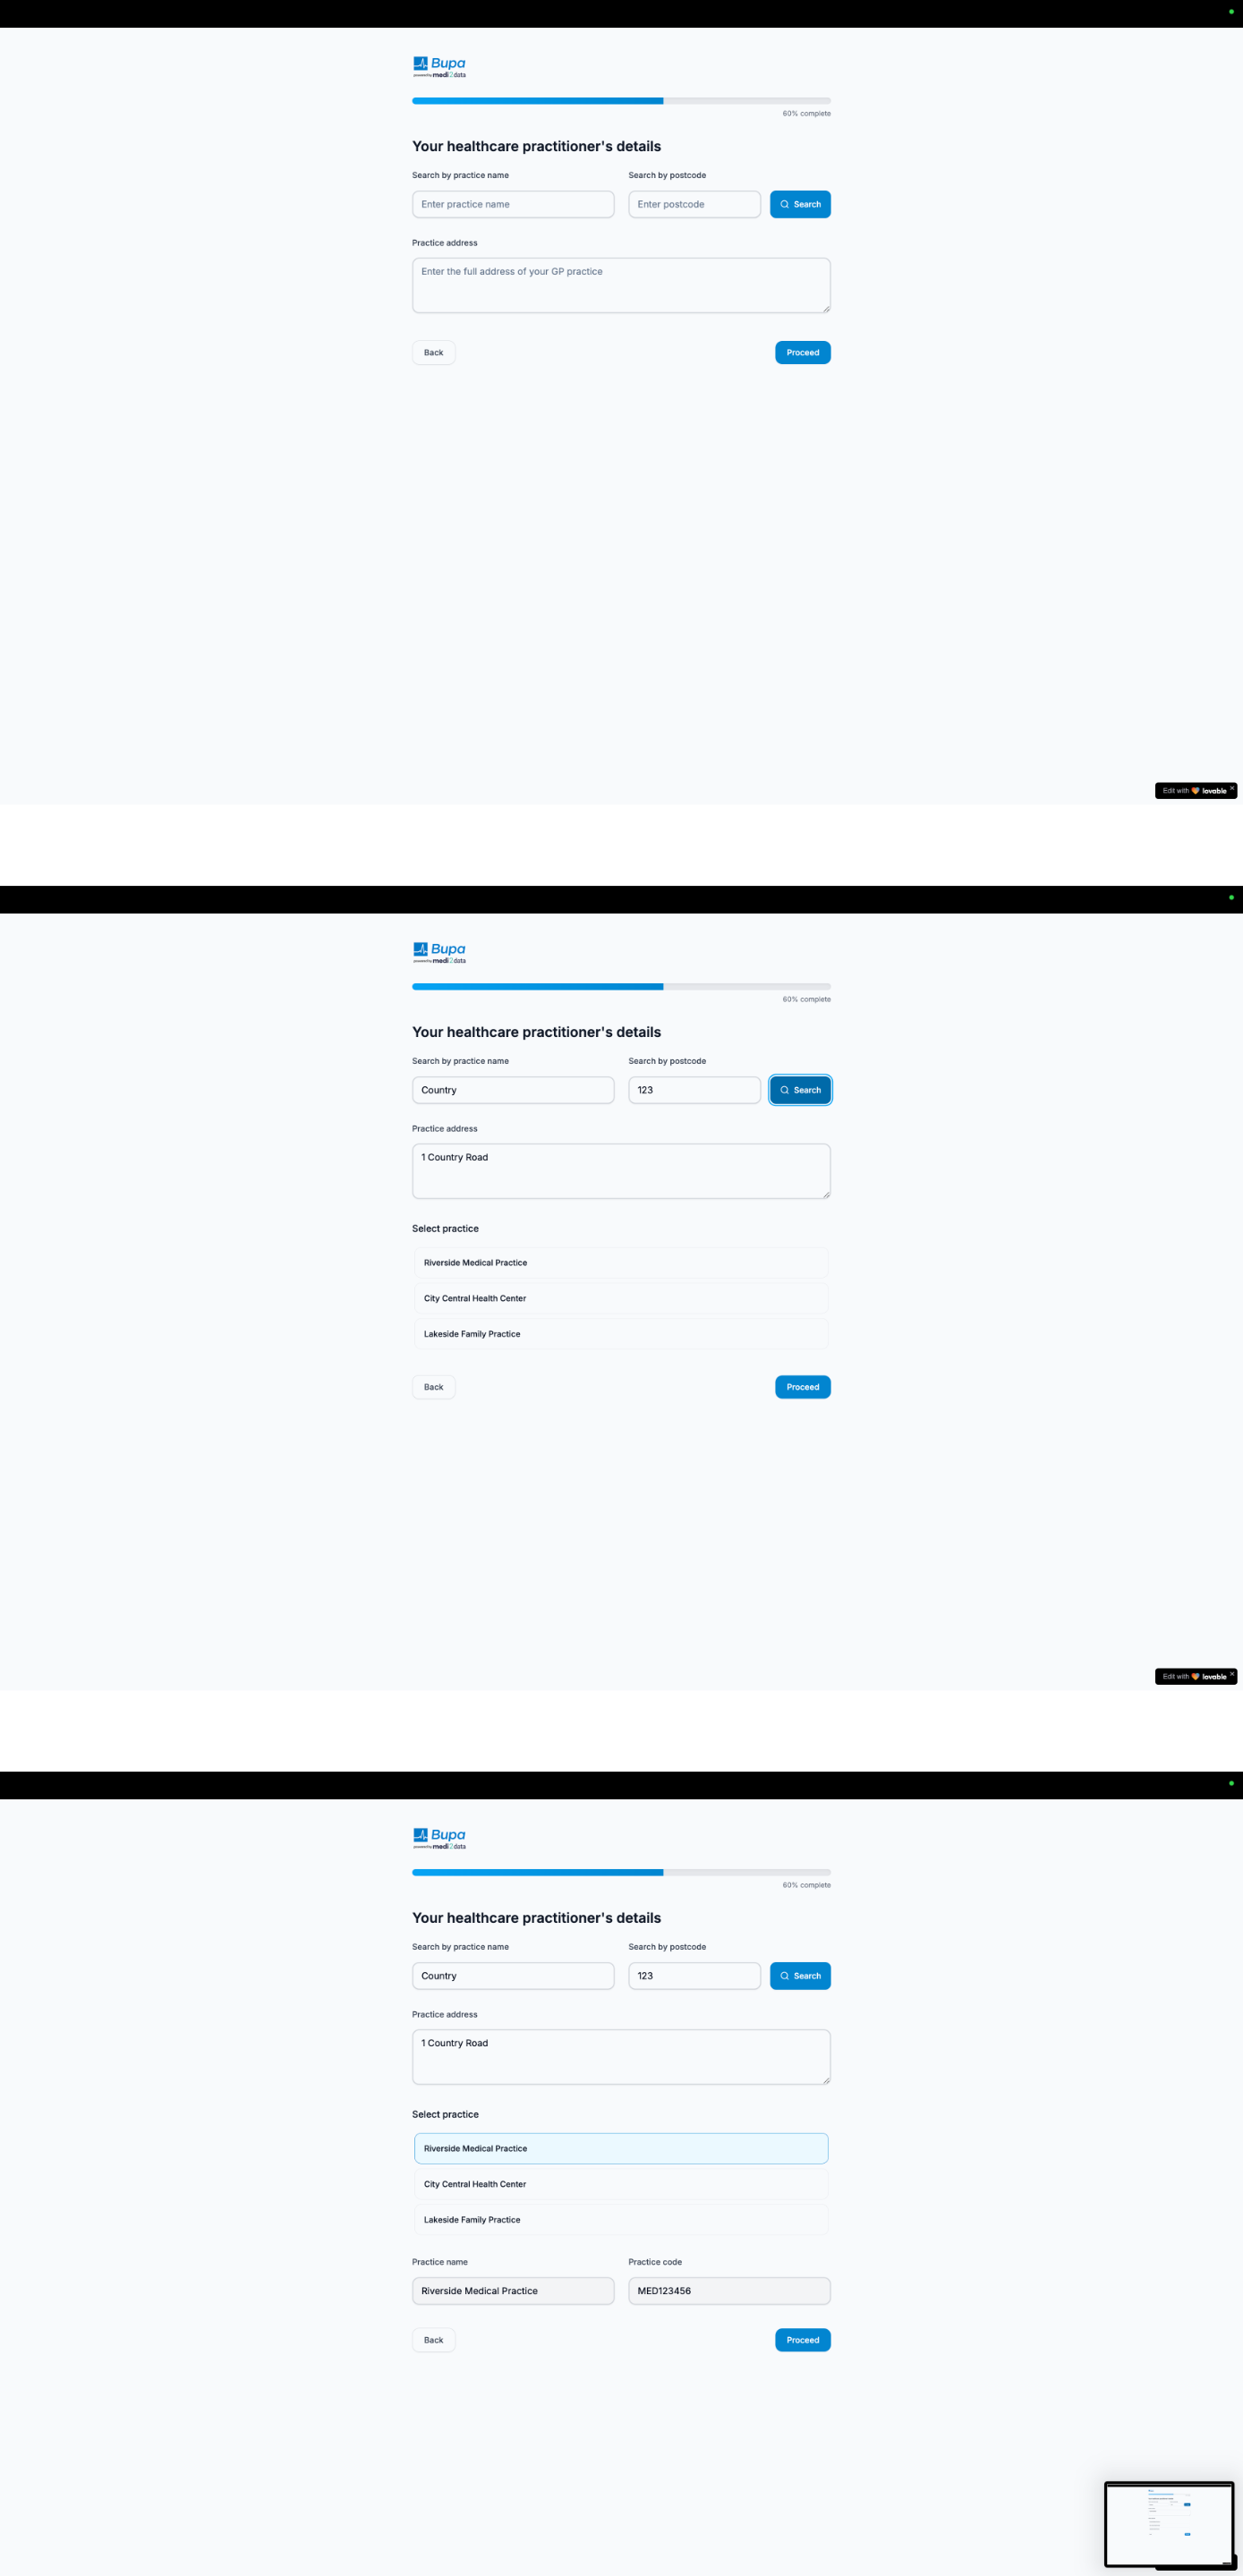 Bupa
powered by medi2data
60% complete
Your healthcare practitioner's details
Search by practice name Search by postcode
Enter practice name Enter postcode Search
Practice address
Enter the full address of your GP practice
Back Proceed
Edit with lovable
Bupa
powered by medi2data
60% complete
Your healthcare practitioner's details
Search by practice name Search by postcode
Country 123 Search
Practice address
1 Country Road
Select practice
Riverside Medical Practice
City Central Health Center
Lakeside Family Practice
Back Proceed
Edit with lovable
Bupa
powered by medi2data
60% complete
Your healthcare practitioner's details
Search by practice name Search by postcode
Country 123 Search
Practice address
1 Country Road
Select practice
Riverside Medical Practice
City Central Health Center
Lakeside Family Practice
Practice name Practice code
Riverside Medical Practice MED123456
Back Proceed